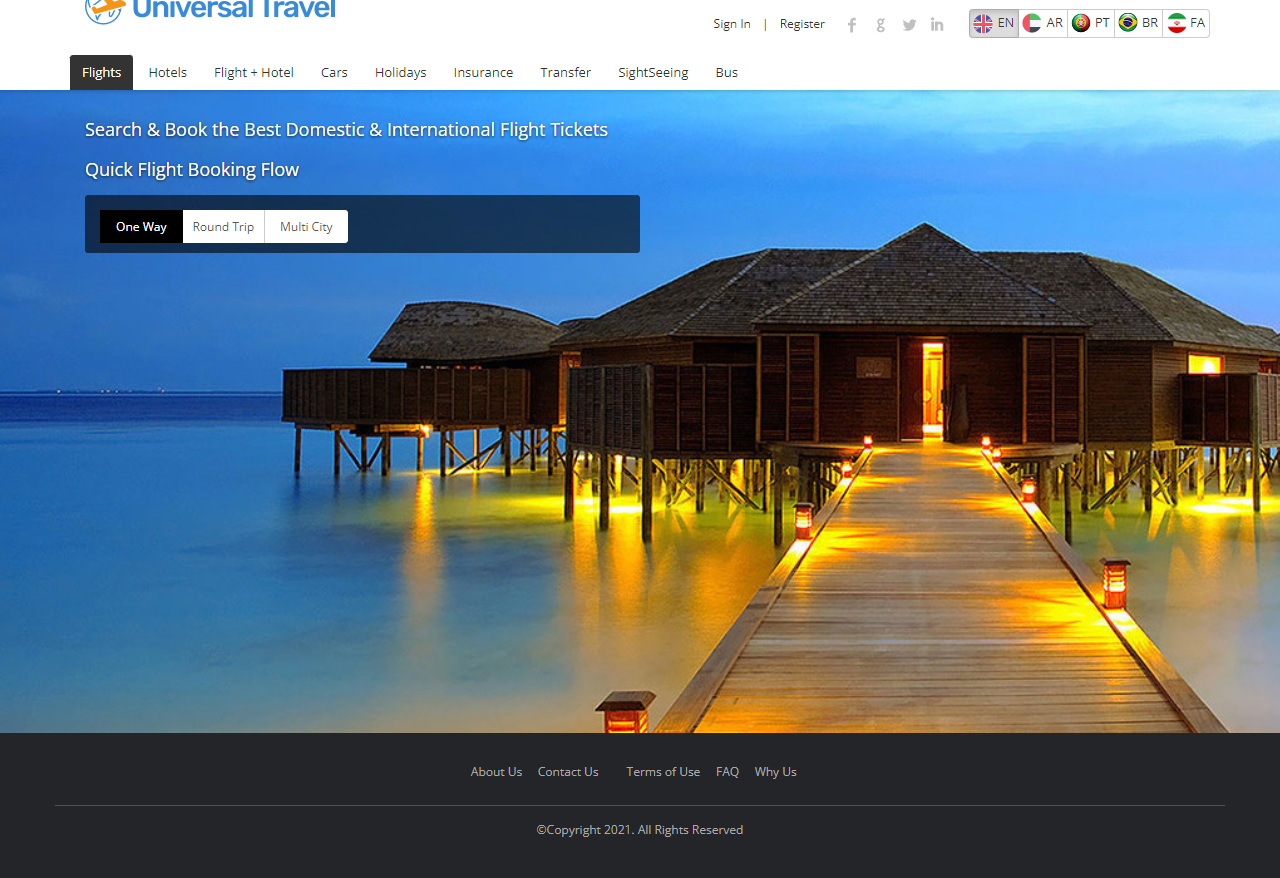 Universal Travel
Sign In | Register
EN AR PT BR FA
Flights Hotels Flight + Hotel Cars Holidays Insurance Transfer SightSeeing Bus
Search & Book the Best Domestic & International Flight Tickets
Quick Flight Booking Flow
One Way Round Trip Multi City
About Us Contact Us Terms of Use FAQ Why Us
©Copyright 2021. All Rights Reserved